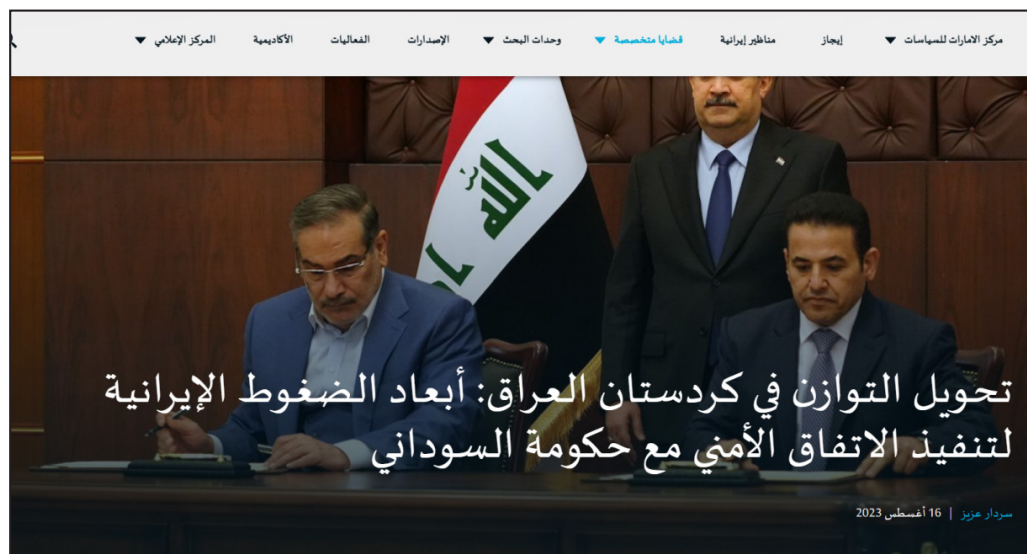 مركز الامارات للسياسات ▼ إيجاز مناظير إيرانية قضايا متخصصة ▼ وحدات البحث ▼ الإصدارات الفعاليات الأكاديمية المركز الإعلامي ▼
الله
تحويل التوازن في كردستان العراق: أبعاد الضغوط الإيرانية
لتنفيذ الاتفاق الأمني مع حكومة السوداني
سردار عزيز | 16 أغسطس 2023